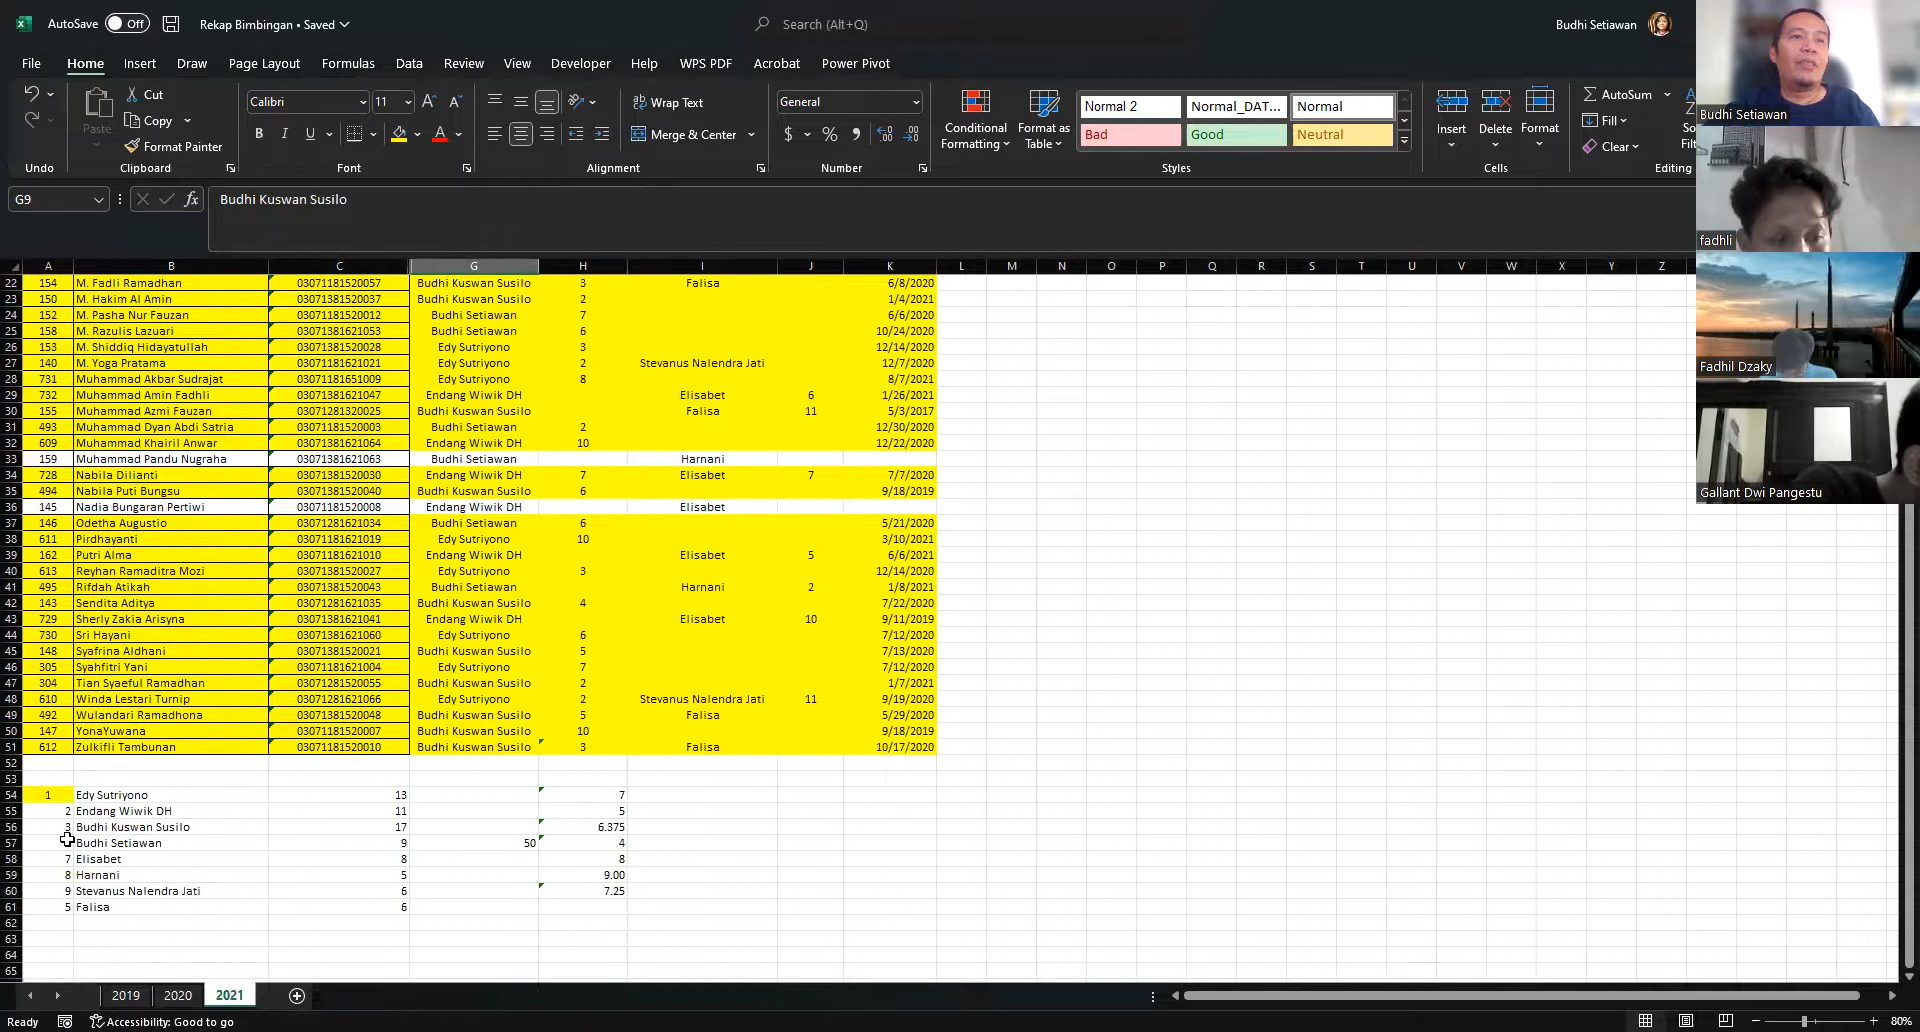 AutoSave Off Rekap Bimbingan • Saved Search (Alt+Q) Budhi Setiawan
File Home Insert Draw Page Layout Formulas Data Review View Developer Help WPS PDF Acrobat Power Pivot
Cut Calibri 11 Wrap Text General Normal 2 Normal_DAT... Normal AutoSum
Paste Copy Merge & Center Conditional Formatting Format as Table Bad Good Neutral Insert Delete Format Fill
Format Painter Clear
Undo Clipboard Font Alignment Number Styles Cells Editing
G9 fx Budhi Kuswan Susilo
A B C G H I J K L M N O P Q R S T U V W X Y Z
22 154 M. Fadli Ramadhan 03071181520057 Budhi Kuswan Susilo 3 Falisa 6/8/2020
23 150 M. Hakim Al Amin 03071381520037 Budhi Kuswan Susilo 2 1/4/2021
24 152 M. Pasha Nur Fauzan 03071181520012 Budhi Setiawan 7 6/6/2020
25 158 M. Razulis Lazuari 03071381621053 Budhi Setiawan 6 10/24/2020
26 153 M. Shiddiq Hidayatullah 03071381520028 Edy Sutriyono 3 12/14/2020
27 140 M. Yoga Pratama 03071181621021 Edy Sutriyono 2 Stevanus Nalendra Jati 12/7/2020
28 731 Muhammad Akbar Sudrajat 03071181651009 Edy Sutriyono 8 8/7/2021
29 732 Muhammad Amin Fadhli 03071381621047 Endang Wiwik DH Elisabet 6 1/26/2021
30 155 Muhammad Azmi Fauzan 03071281320025 Budhi Kuswan Susilo Falisa 11 5/3/2017
31 493 Muhammad Dyan Abdi Satria 03071181520003 Budhi Setiawan 2 12/30/2020
32 609 Muhammad Khairil Anwar 03071381621064 Endang Wiwik DH 10 12/22/2020
33 159 Muhammad Pandu Nugraha 03071381621063 Budhi Setiawan Harnani
34 728 Nabila Dilianti 03071381520030 Endang Wiwik DH 7 Elisabet 7 7/7/2020
35 494 Nabila Puti Bungsu 03071181520040 Budhi Kuswan Susilo 6 9/18/2019
36 145 Nadia Bungaran Pertiwi 03071181520008 Endang Wiwik DH Elisabet
37 146 Odetha Augustio 03071281621034 Budhi Setiawan 6 5/21/2020
38 611 Pirdhayanti 03071181621019 Edy Sutriyono 10 3/10/2021
39 162 Putri Alma 03071181621010 Endang Wiwik DH Elisabet 5 6/6/2021
40 613 Reyhan Ramaditra Mozi 03071181520027 Edy Sutriyono 3 12/14/2020
41 495 Rifdah Atikah 03071381520043 Budhi Setiawan Harnani 2 1/8/2021
42 143 Sendita Aditya 03071281621035 Budhi Kuswan Susilo 4 7/22/2020
43 729 Sherly Zakia Arisyna 03071381621041 Endang Wiwik DH Elisabet 10 9/11/2019
44 730 Sri Hayani 03071381621060 Edy Sutriyono 6 7/12/2020
45 148 Syafrina Aldhani 03071381520021 Budhi Kuswan Susilo 5 7/13/2020
46 305 Syahfitri Yani 03071181621004 Edy Sutriyono 7 7/12/2020
47 304 Tian Syaeful Ramadhan 03071281520055 Budhi Kuswan Susilo 2 1/7/2021
48 610 Winda Lestari Turnip 03071281621066 Edy Sutriyono 2 Stevanus Nalendra Jati 11 9/19/2020
49 492 Wulandari Ramadhona 03071381520048 Budhi Kuswan Susilo 5 Falisa 5/29/2020
50 147 YonaYuwana 03071181520007 Budhi Kuswan Susilo 10 9/18/2019
51 612 Zulkifli Tambunan 03071181520010 Budhi Kuswan Susilo 3 Falisa 10/17/2020
52
53
54 1 Edy Sutriyono 13 7
55 2 Endang Wiwik DH 11 5
56 3 Budhi Kuswan Susilo 17 6.375
57 Budhi Setiawan 9 50 4
58 7 Elisabet 8 8
59 8 Harnani 5 9.00
60 9 Stevanus Nalendra Jati 6 7.25
61 5 Falisa 6
62
63
64
65
2019 2020 2021
Ready Accessibility: Good to go 80%
Budhi Setiawan
fadhli
Fadhil Dzaky
Gallant Dwi Pangestu